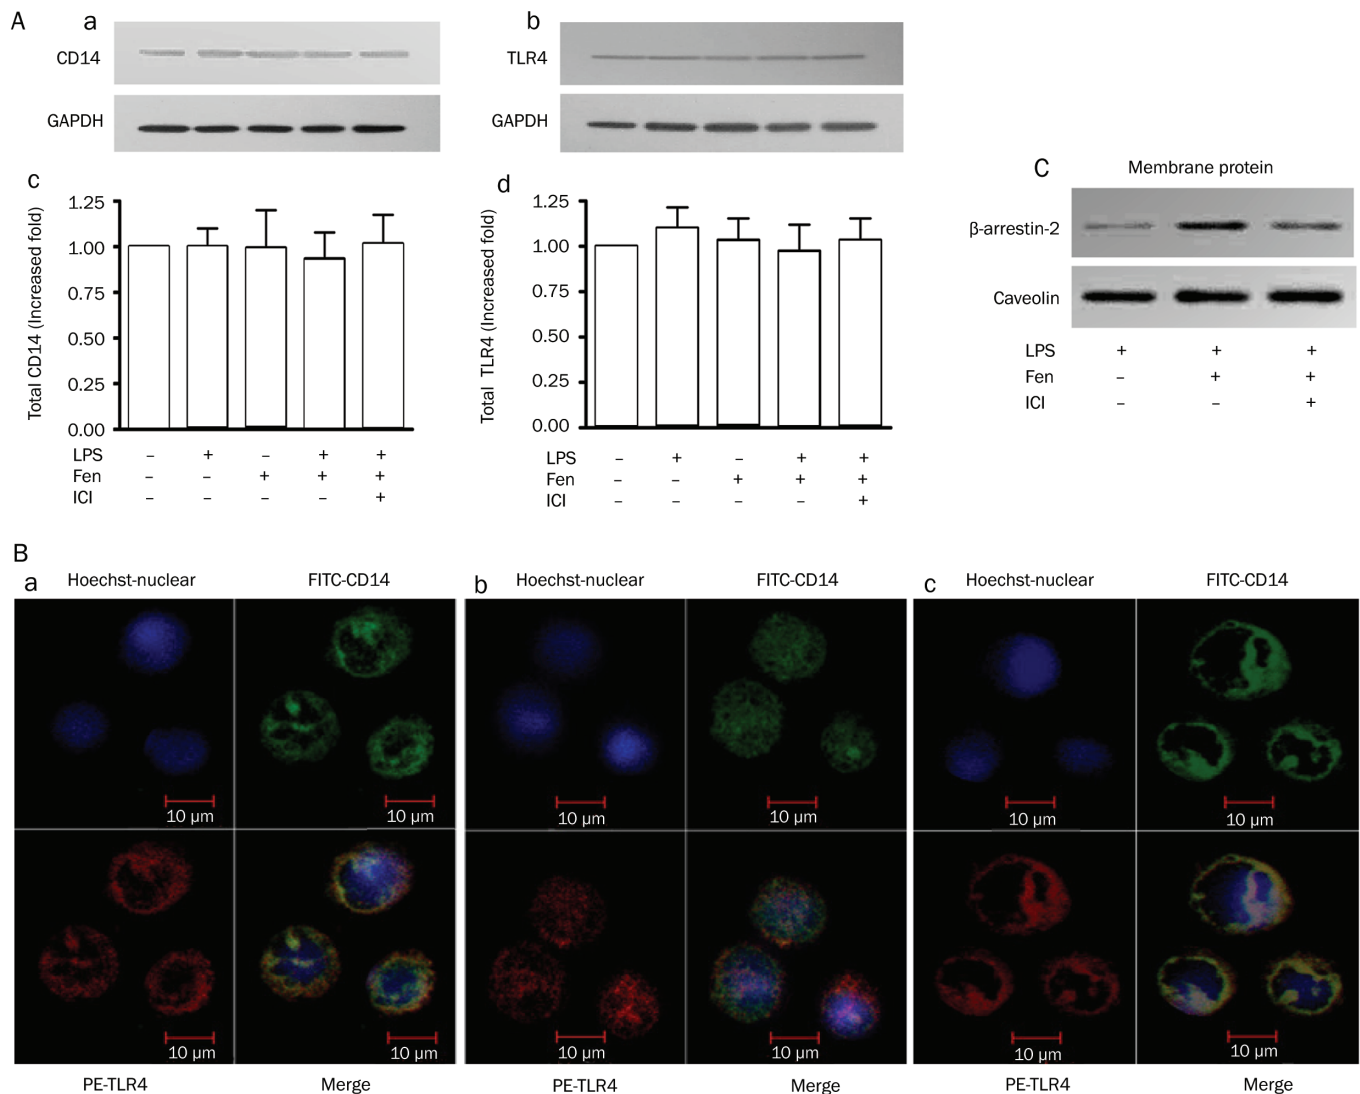 A
a
CD14
GAPDH
b
TLR4
GAPDH
c
Total CD14 (Increased fold)
1.25
1.00
0.75
0.50
0.25
0.00
LPS – + – + +
Fen – – + + +
ICI – – – – +
d
Total TLR4 (Increased fold)
1.25
1.00
0.75
0.50
0.25
0.00
LPS – + – + +
Fen – – + + +
ICI – – – – +
C
Membrane protein
β-arrestin-2
Caveolin
LPS + + +
Fen – + +
ICI – – +
B
a
Hoechst-nuclear FITC-CD14
10 μm 10 μm
10 μm 10 μm
PE-TLR4 Merge
b
Hoechst-nuclear FITC-CD14
10 μm 10 μm
10 μm 10 μm
PE-TLR4 Merge
c
Hoechst-nuclear FITC-CD14
10 μm 10 μm
10 μm 10 μm
PE-TLR4 Merge